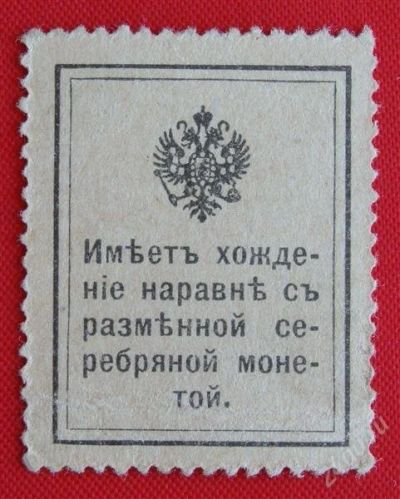 Имѣетъ хожде-
ніе наравнѣ съ
размѣнной се-
ребряной моне-
той.